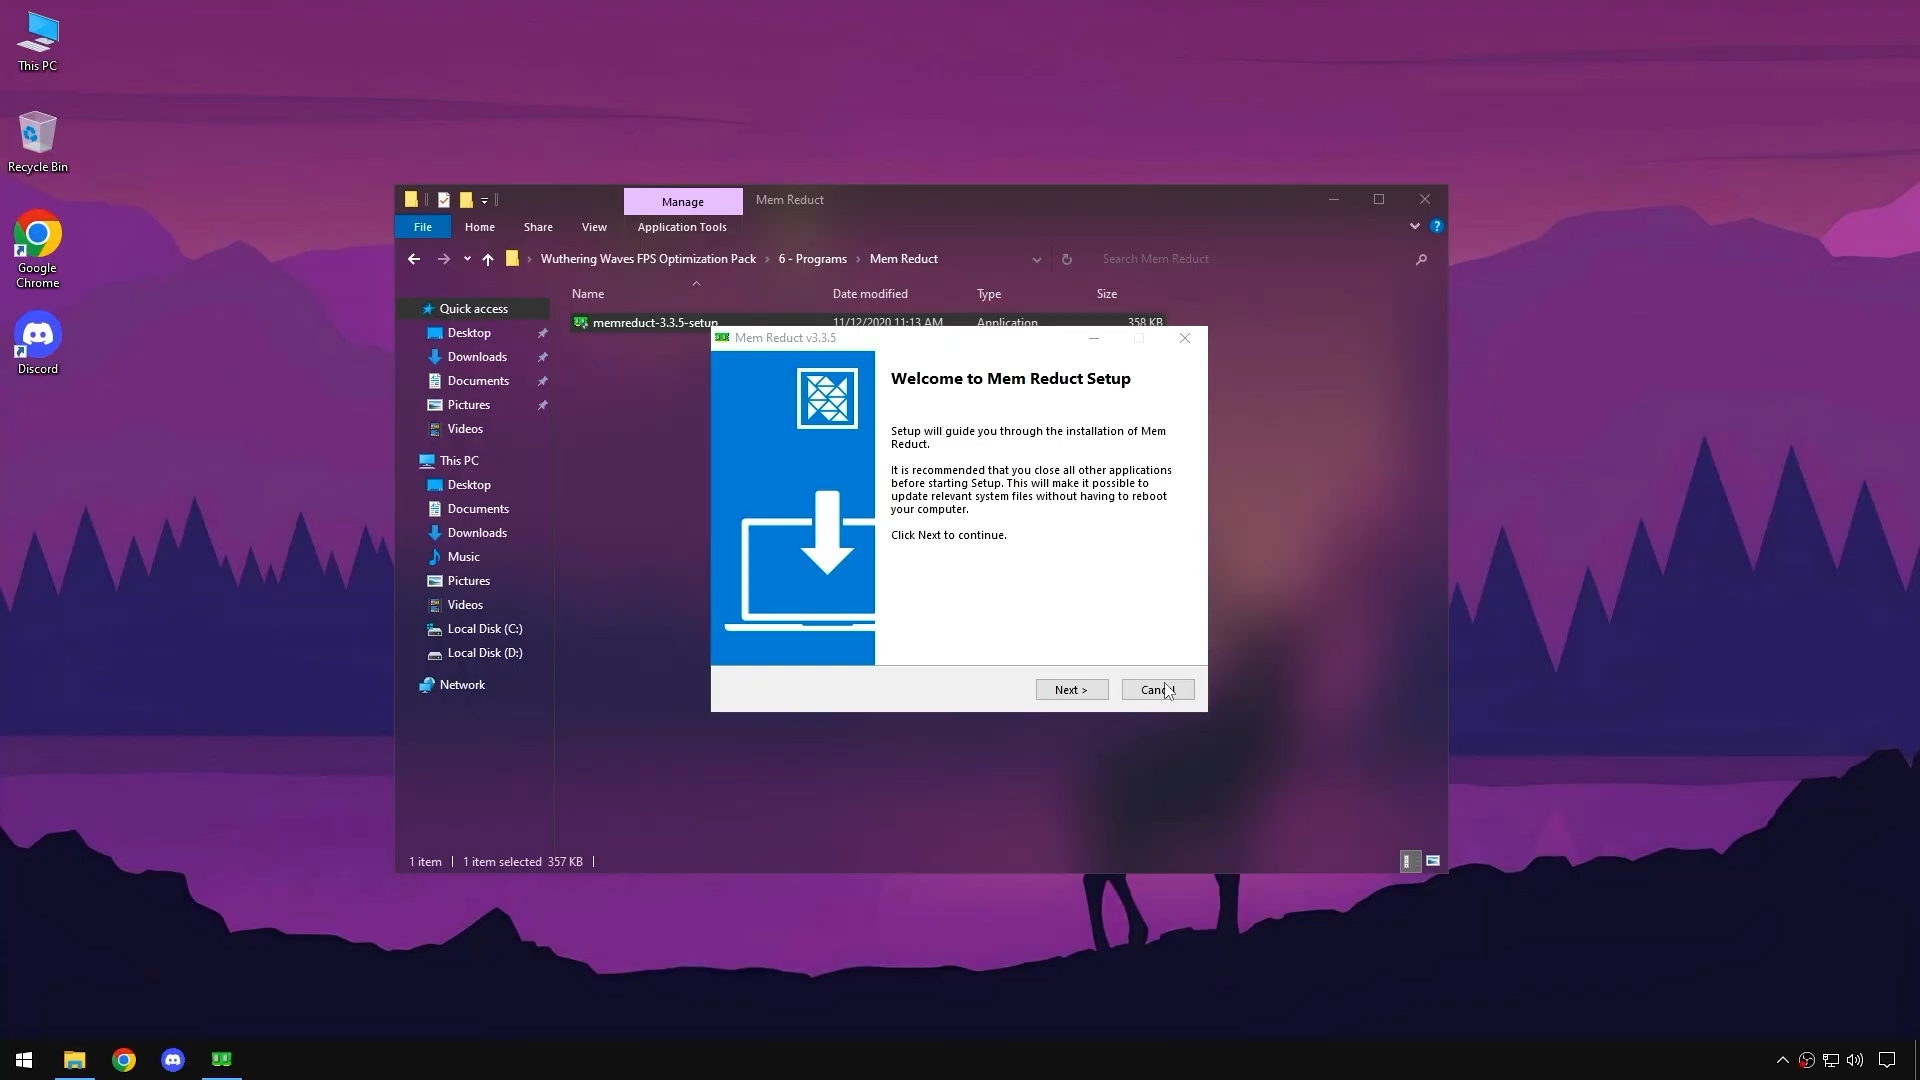 This PC
Recycle Bin
Google
Chrome
Discord
Manage
Mem Reduct
File
Home
Share
View
Application Tools
Wuthering Waves FPS Optimization Pack
6 - Programs
Mem Reduct
Search Mem Reduct
Name
Date modified
Type
Size
Quick access
Desktop
Downloads
Documents
Pictures
Videos
This PC
Desktop
Documents
Downloads
Music
Pictures
Videos
Local Disk (C:)
Local Disk (D:)
Network
memreduct-3.3.5-setup
11/12/2020 11:13 AM
Application
358 KB
Mem Reduct v3.3.5
Welcome to Mem Reduct Setup
Setup will guide you through the installation of Mem
Reduct.
It is recommended that you close all other applications
before starting Setup. This will make it possible to
update relevant system files without having to reboot
your computer.
Click Next to continue.
Next >
Cancel
1 item
1 item selected 357 KB